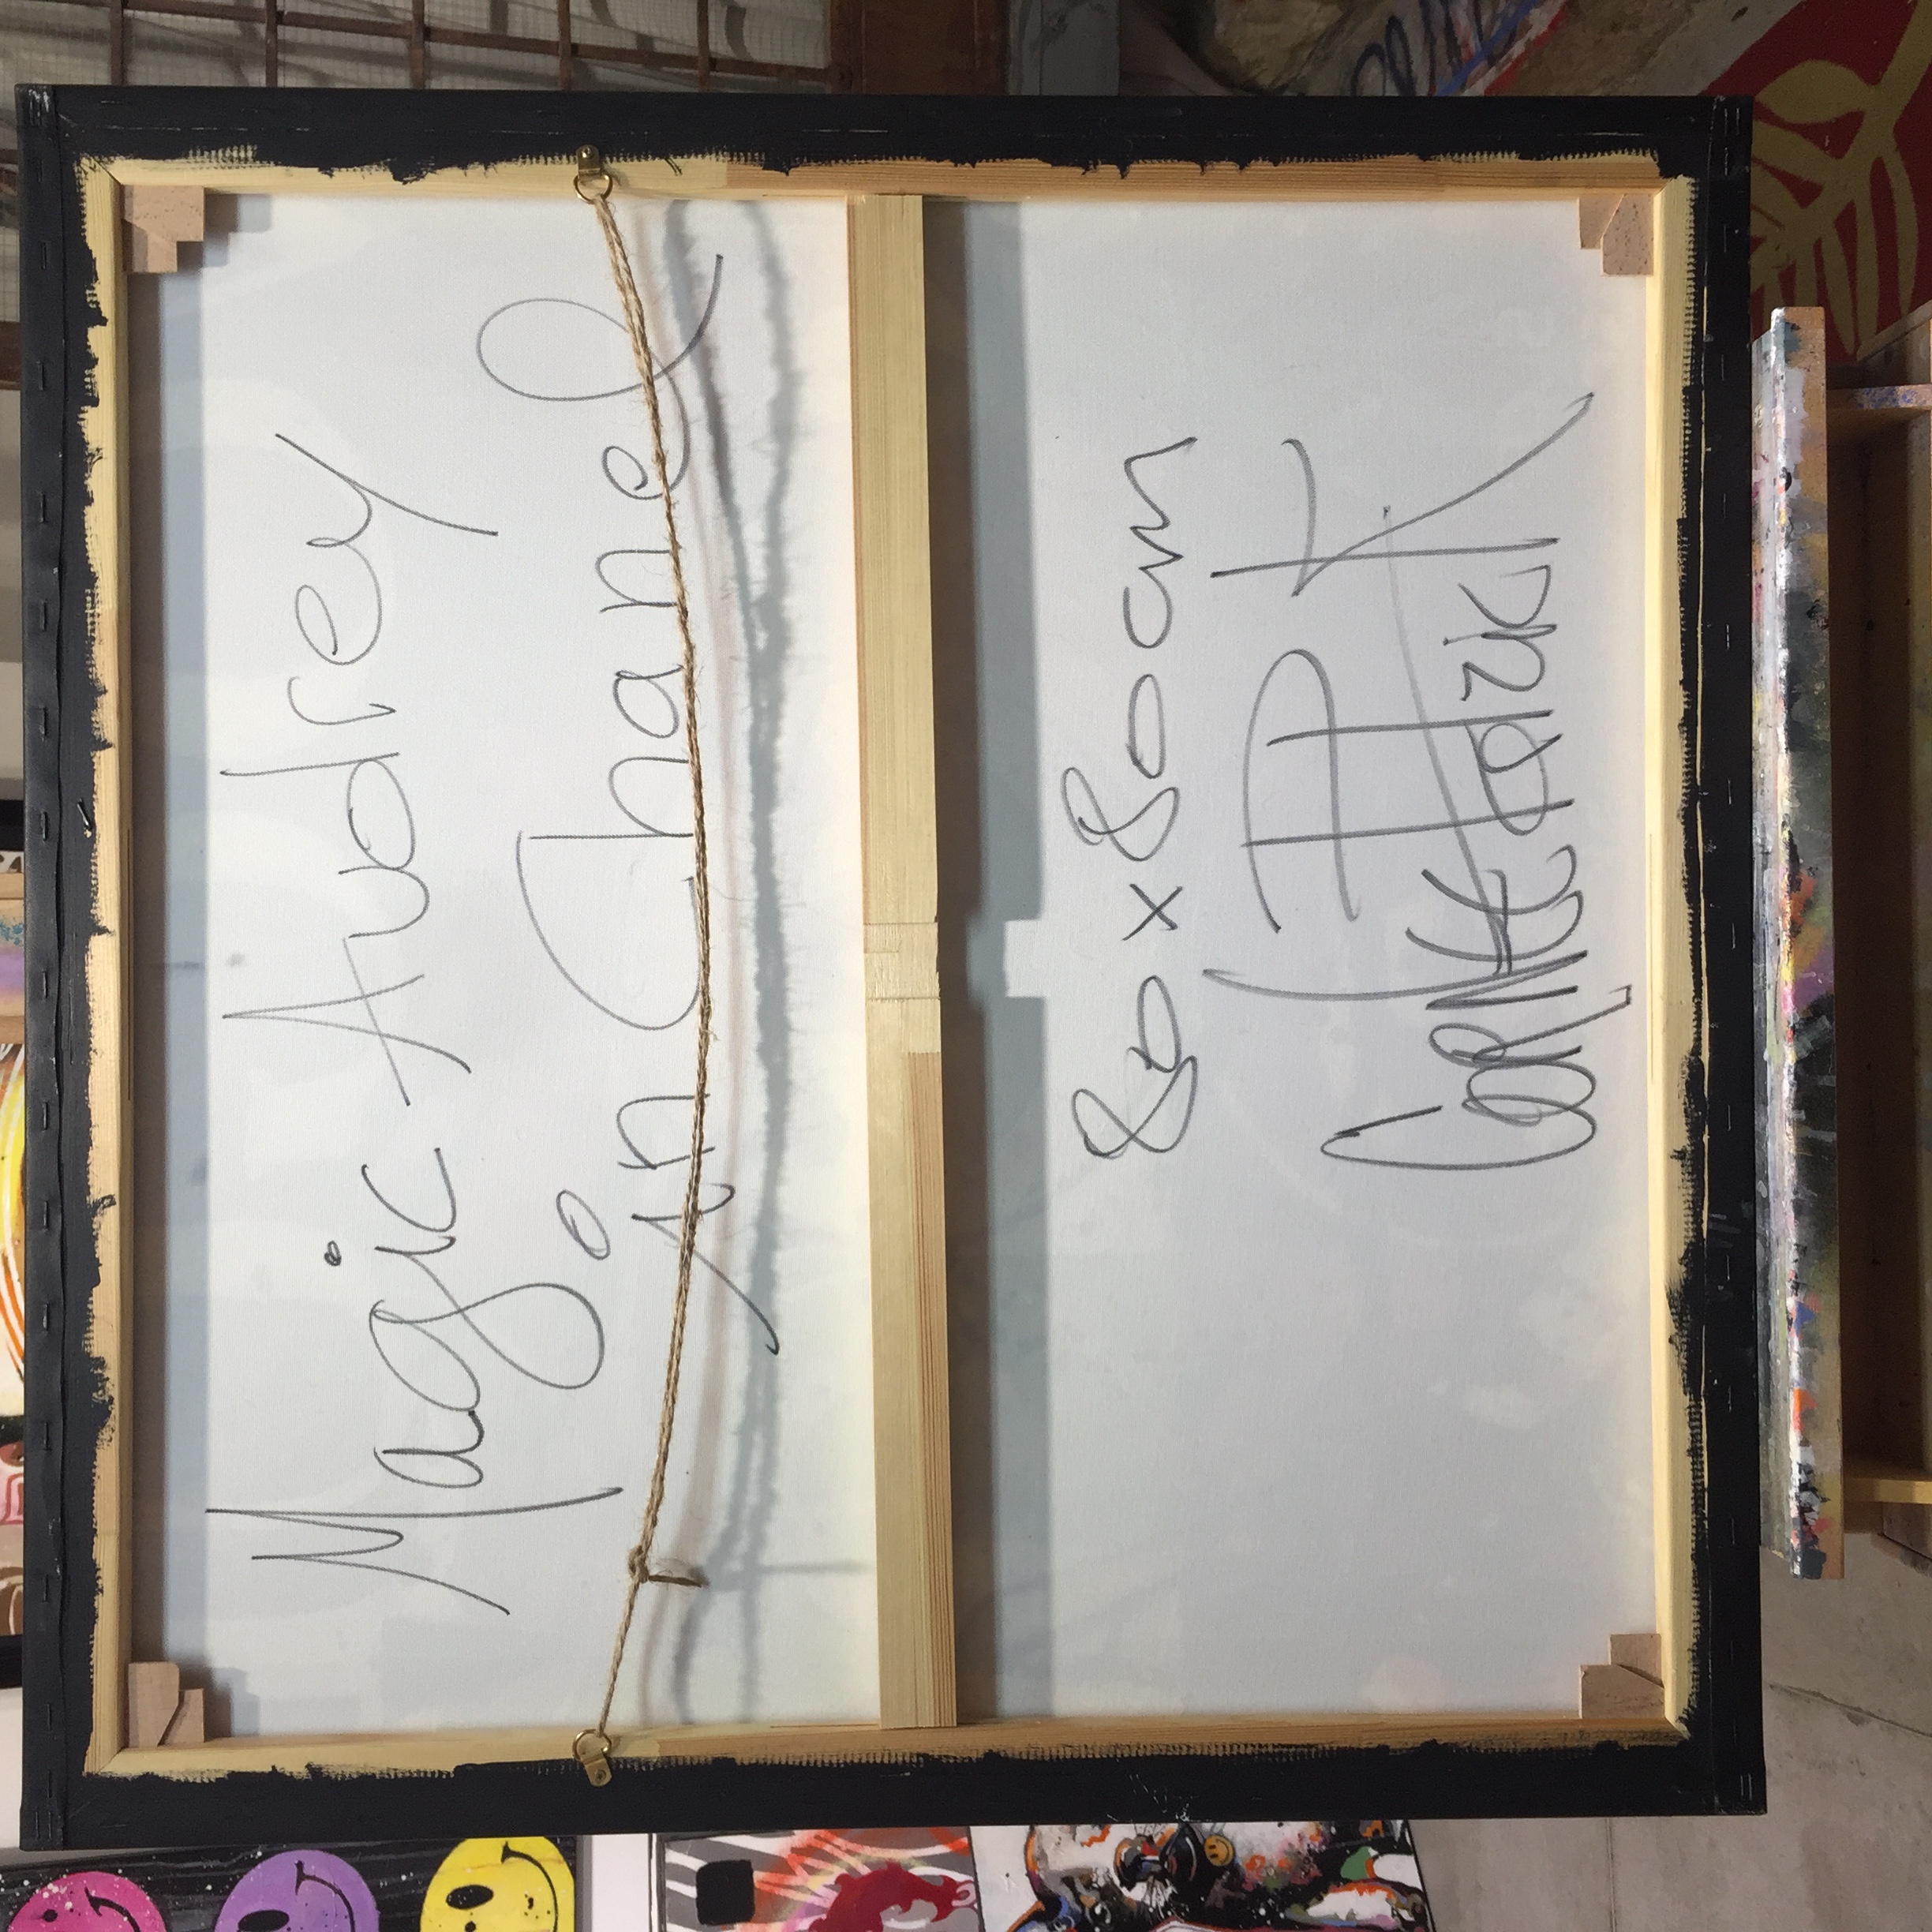 Magic Audrey
in Chanel
80 x 80 cm